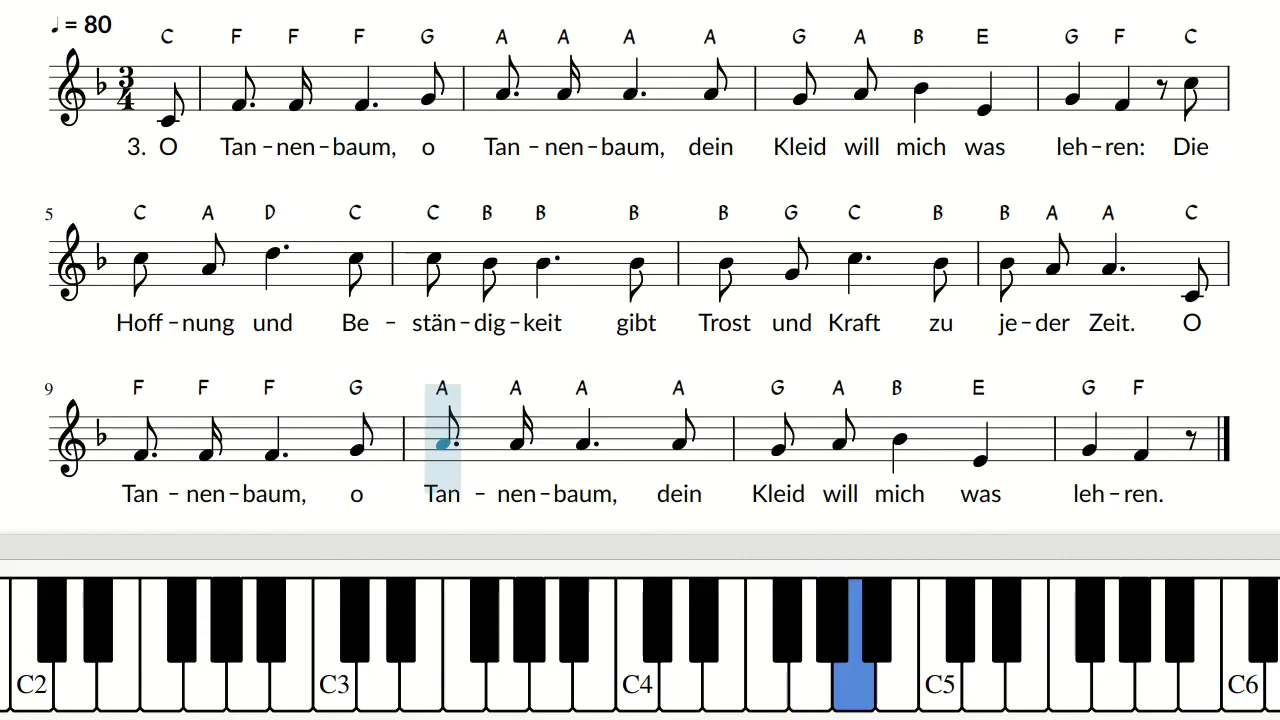 ♩ = 80
C F F F G A A A A G A B E G F C
3. O Tan – nen – baum, o Tan – nen – baum, dein Kleid will mich was leh – ren: Die
5 C A D C C B B B B G C B B A A C
Hoff – nung und Be – stän – dig – keit gibt Trost und Kraft zu je – der Zeit. O
9 F F F G A A A A G A B E G F
Tan – nen – baum, o Tan – nen – baum, dein Kleid will mich was leh – ren.
C2 C3 C4 C5 C6